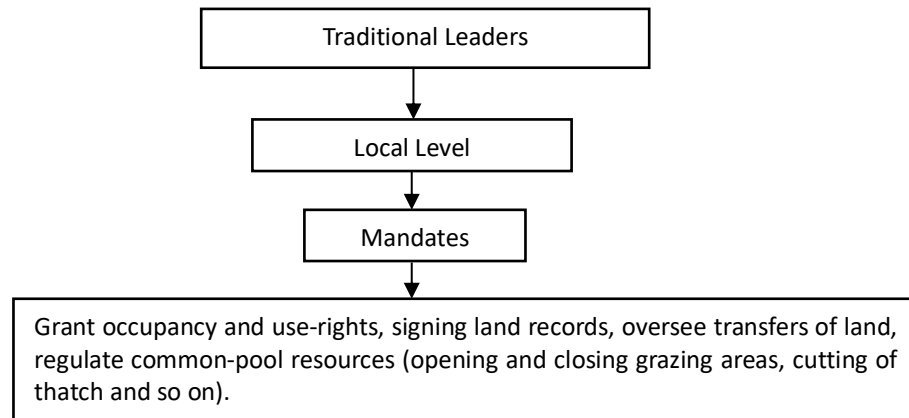 Traditional Leaders
Local Level
Mandates
Grant occupancy and use-rights, signing land records, oversee transfers of land,
regulate common-pool resources (opening and closing grazing areas, cutting of
thatch and so on).